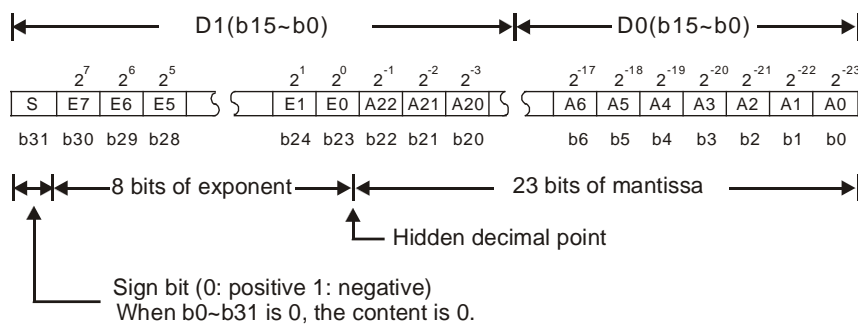 D1(b15~b0) D0(b15~b0)
2^7 2^6 2^5 2^1 2^0 2^-1 2^-2 2^-3 2^-17 2^-18 2^-19 2^-20 2^-21 2^-22 2^-23
S E7 E6 E5 E1 E0 A22 A21 A20 A6 A5 A4 A3 A2 A1 A0
b31 b30 b29 b28 b24 b23 b22 b21 b20 b6 b5 b4 b3 b2 b1 b0
8 bits of exponent 23 bits of mantissa
Hidden decimal point
Sign bit (0: positive 1: negative)
When b0~b31 is 0, the content is 0.